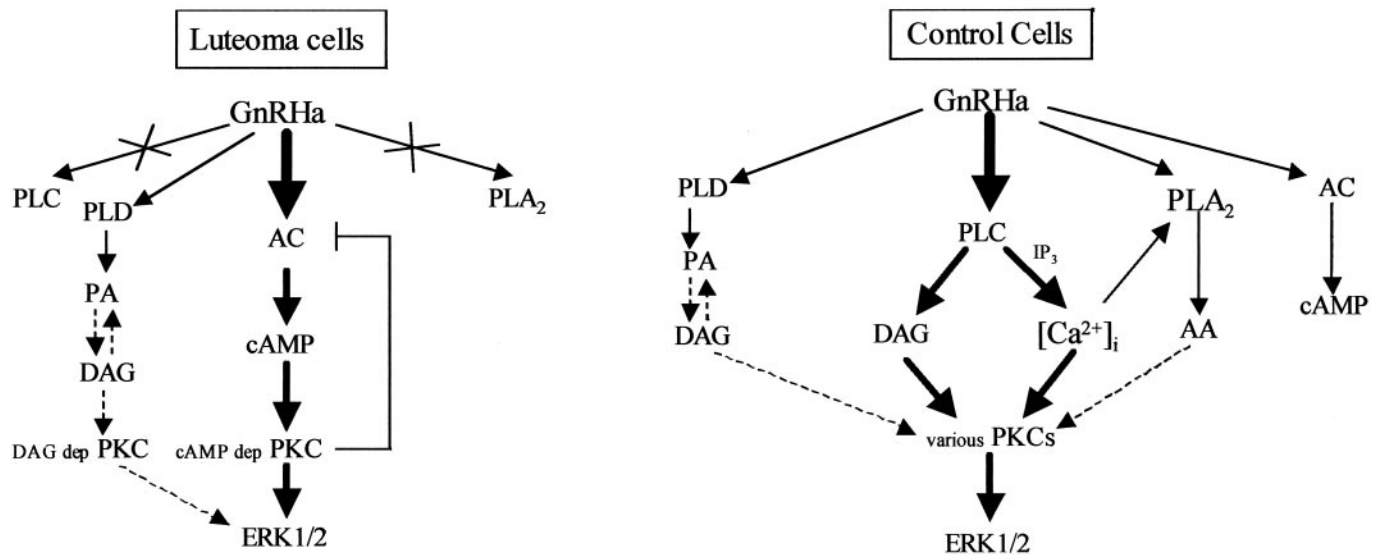 Luteoma cells
GnRHa
PLC
PLD
PLA₂
AC
PA
cAMP
DAG
DAG dep PKC
cAMP dep PKC
ERK1/2
Control Cells
GnRHa
PLD
PLC
PLA₂
AC
IP₃
PA
cAMP
DAG
DAG
[Ca²⁺]ᵢ
AA
various PKCs
ERK1/2